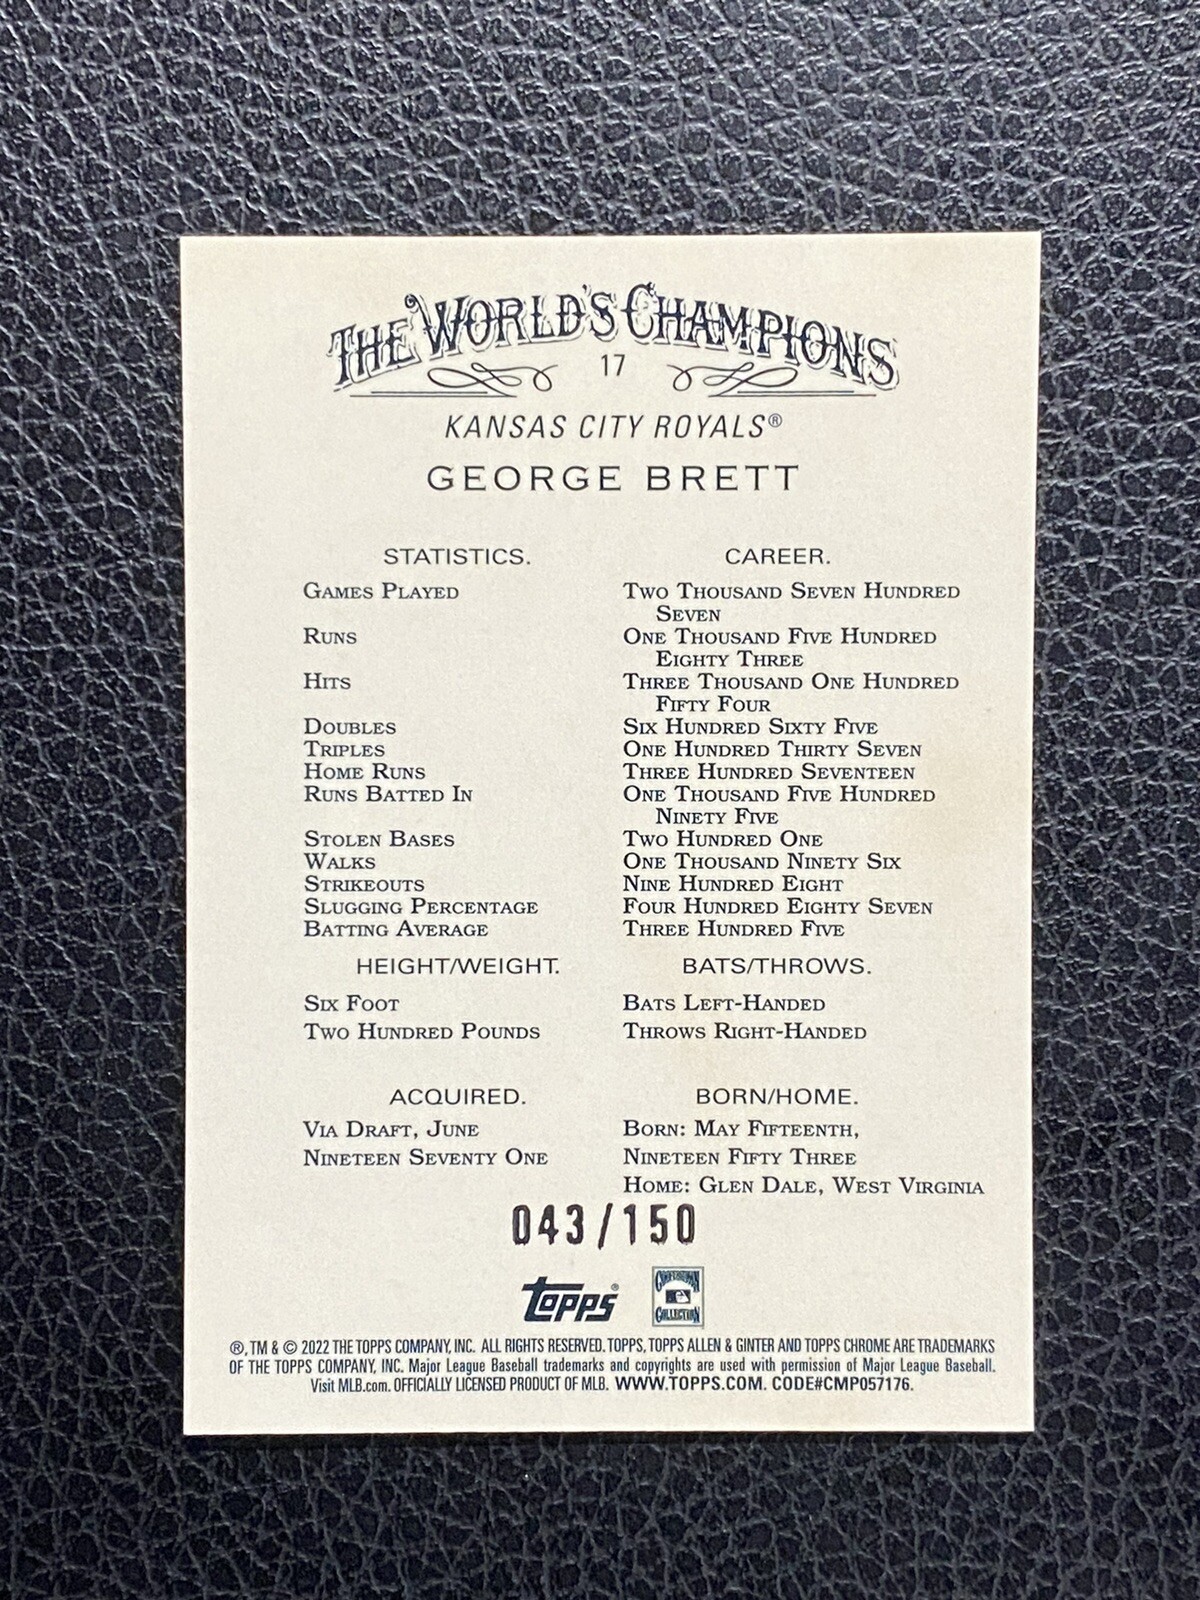 THE WORLD'S CHAMPIONS
17
KANSAS CITY ROYALS®
GEORGE BRETT
STATISTICS. CAREER.
GAMES PLAYED TWO THOUSAND SEVEN HUNDRED
SEVEN
RUNS ONE THOUSAND FIVE HUNDRED
EIGHTY THREE
HITS THREE THOUSAND ONE HUNDRED
FIFTY FOUR
DOUBLES SIX HUNDRED SIXTY FIVE
TRIPLES ONE HUNDRED THIRTY SEVEN
HOME RUNS THREE HUNDRED SEVENTEEN
RUNS BATTED IN ONE THOUSAND FIVE HUNDRED
NINETY FIVE
STOLEN BASES TWO HUNDRED ONE
WALKS ONE THOUSAND NINETY SIX
STRIKEOUTS NINE HUNDRED EIGHT
SLUGGING PERCENTAGE FOUR HUNDRED EIGHTY SEVEN
BATTING AVERAGE THREE HUNDRED FIVE
HEIGHT/WEIGHT. BATS/THROWS.
SIX FOOT BATS LEFT-HANDED
TWO HUNDRED POUNDS THROWS RIGHT-HANDED
ACQUIRED. BORN/HOME.
VIA DRAFT, JUNE BORN: MAY FIFTEENTH,
NINETEEN SEVENTY ONE NINETEEN FIFTY THREE
HOME: GLEN DALE, WEST VIRGINIA
043/150
topps® COOPERSTOWN
COLLECTION
®, TM & © 2022 THE TOPPS COMPANY, INC. ALL RIGHTS RESERVED. TOPPS, TOPPS ALLEN & GINTER AND TOPPS CHROME ARE TRADEMARKS
OF THE TOPPS COMPANY, INC. Major League Baseball trademarks and copyrights are used with permission of Major League Baseball.
Visit MLB.com. OFFICIALLY LICENSED PRODUCT OF MLB. WWW.TOPPS.COM. CODE#CMP057176.